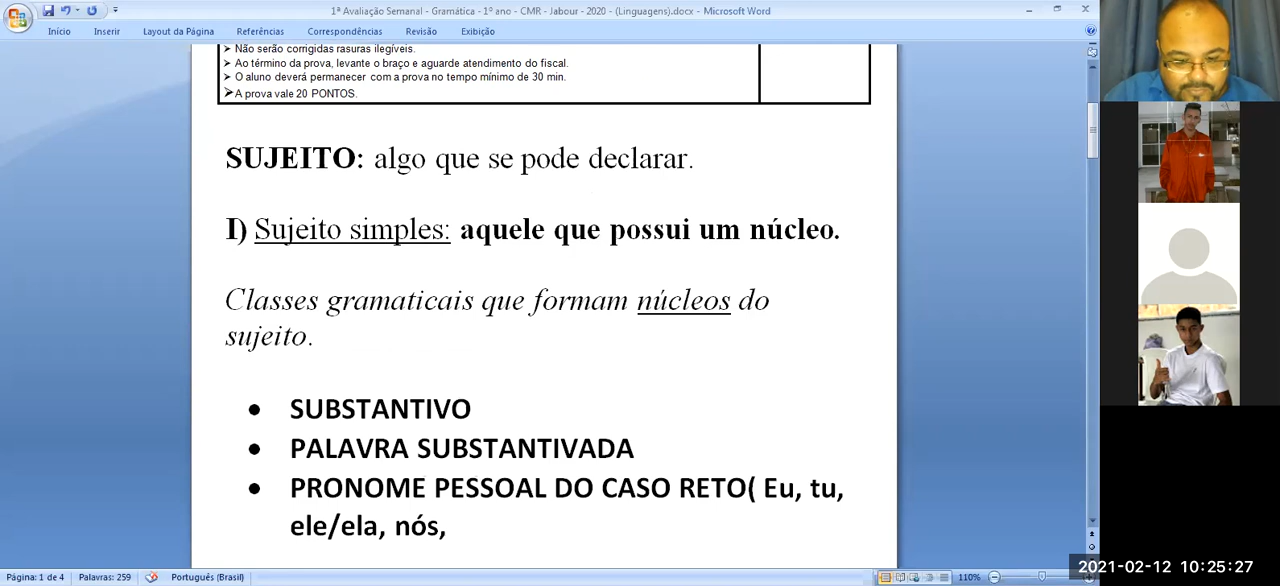 1ª Avaliação Semanal - Gramática - 1º ano - CMR - Jabour - 2020 - (Linguagens).docx - Microsoft Word
Início Inserir Layout da Página Referências Correspondências Revisão Exibição
➤ Não serão corrigidas rasuras ilegíveis.
➤ Ao término da prova, levante o braço e aguarde atendimento do fiscal.
➤ O aluno deverá permanecer com a prova no tempo mínimo de 30 min.
➤ A prova vale 20 PONTOS.
SUJEITO: algo que se pode declarar.
I) Sujeito simples: aquele que possui um núcleo.
Classes gramaticais que formam núcleos do
sujeito.
• SUBSTANTIVO
• PALAVRA SUBSTANTIVADA
• PRONOME PESSOAL DO CASO RETO( Eu, tu,
ele/ela, nós,
Página: 1 de 4 Palavras: 259 Português (Brasil) 110%
2021-02-12 10:25:27